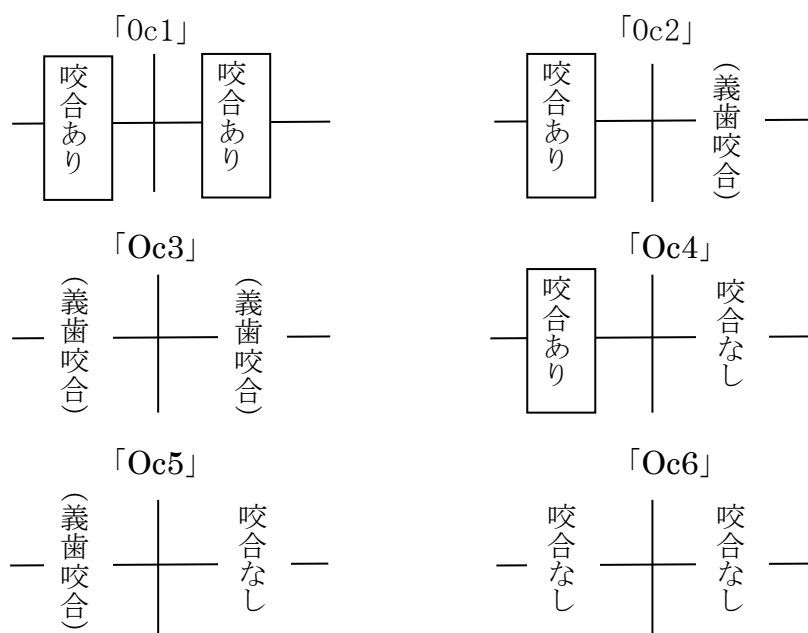 「Oc1」
咬合あり
咬合あり
「Oc2」
咬合あり
(義歯咬合)
「Oc3」
(義歯咬合)
(義歯咬合)
「Oc4」
咬合あり
咬合なし
「Oc5」
(義歯咬合)
咬合なし
「Oc6」
咬合なし
咬合なし